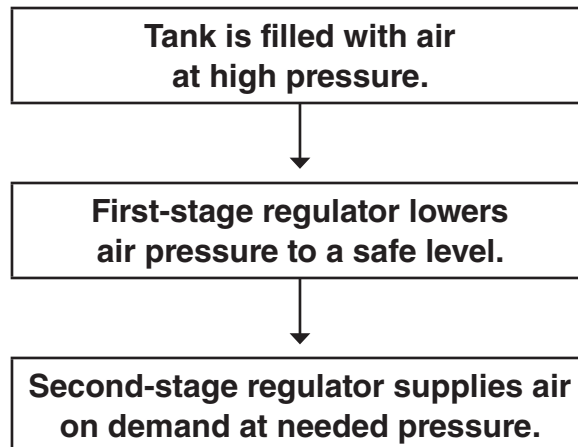 Tank is filled with air
at high pressure.
First-stage regulator lowers
air pressure to a safe level.
Second-stage regulator supplies air
on demand at needed pressure.